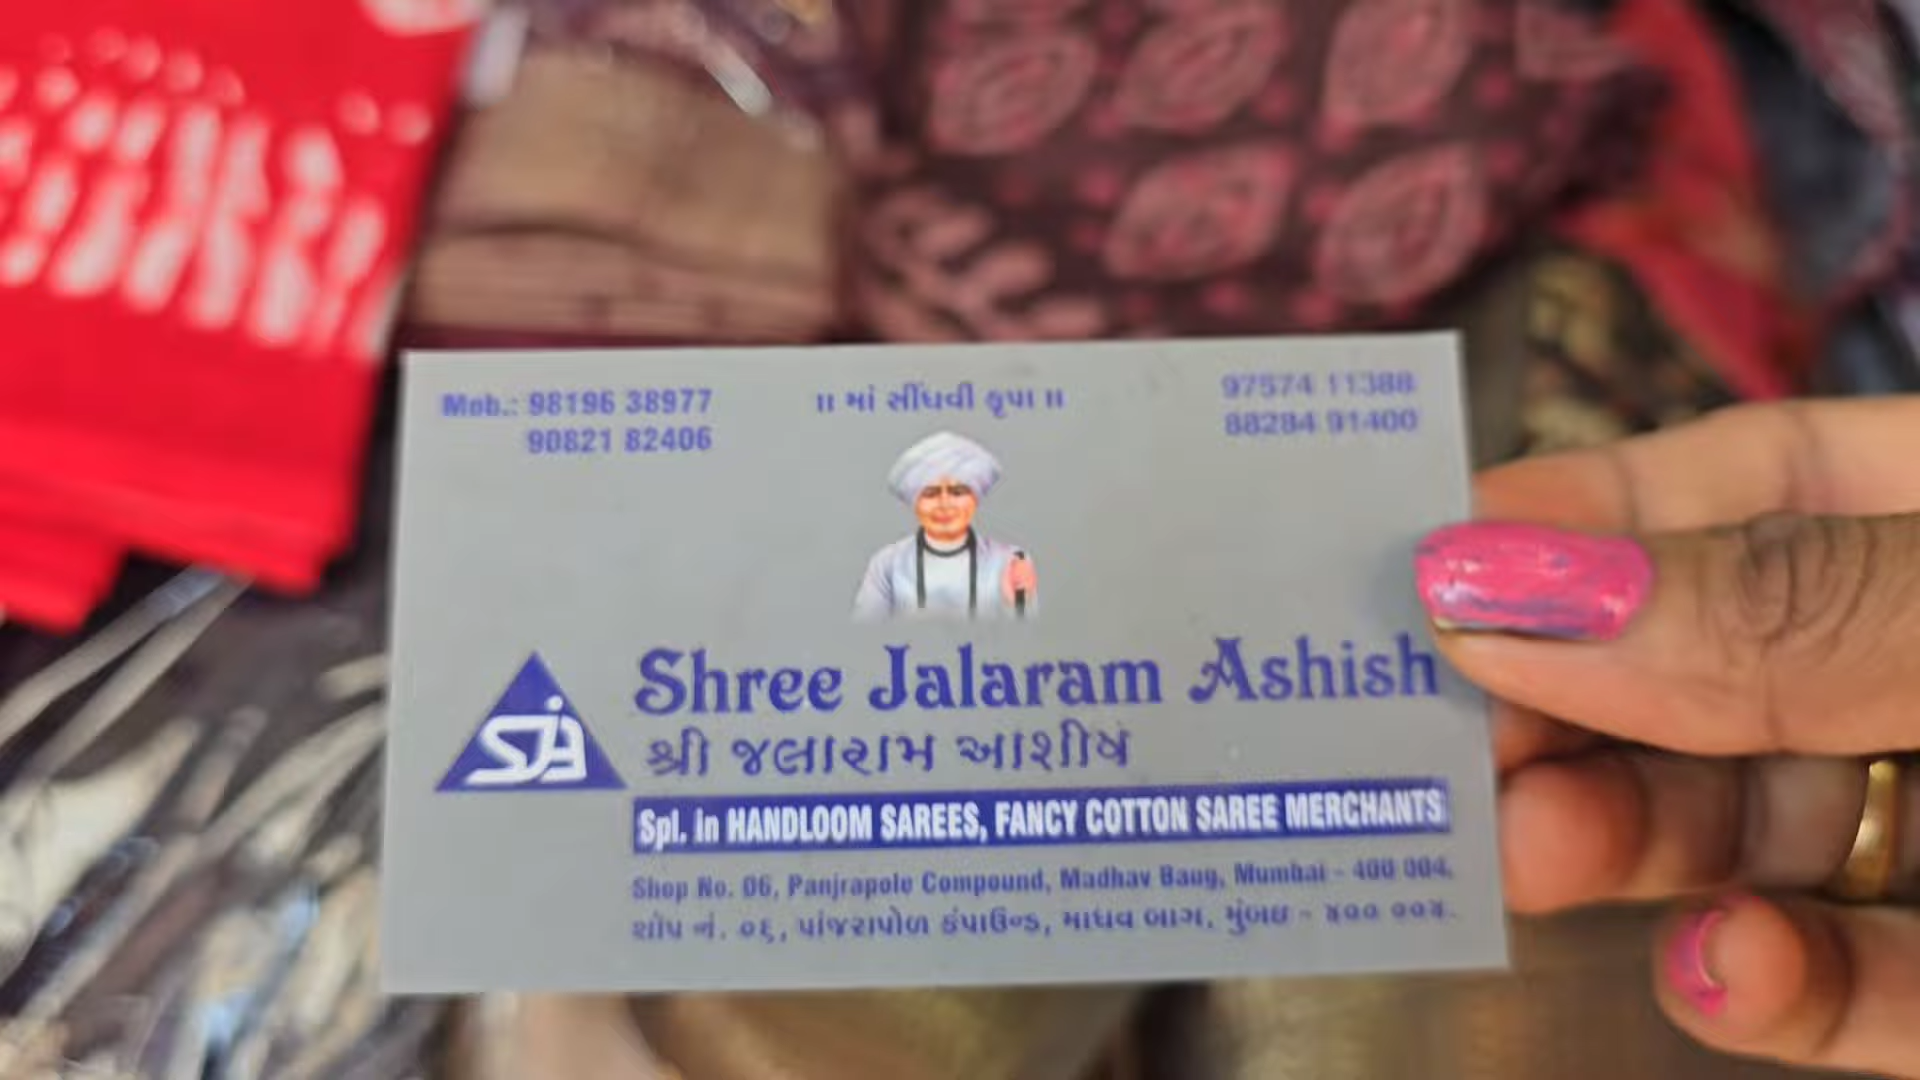 Mob.: 98196 38977
90821 82406
॥ માં સીંધવી કૃપા ॥
97574 11388
88284 91400
SJA
Shree Jalaram Ashish
શ્રી જલારામ આશીષ
Spl. in HANDLOOM SAREES, FANCY COTTON SAREE MERCHANTS
Shop No. 06, Panjrapole Compound, Madhav Baug, Mumbai - 400 004.
શોપ નં. ૦૬, પાંજરાપોળ કંપાઉન્ડ, માધવ બાગ, મુંબઇ - ૪૦૦ ૦૦૪.